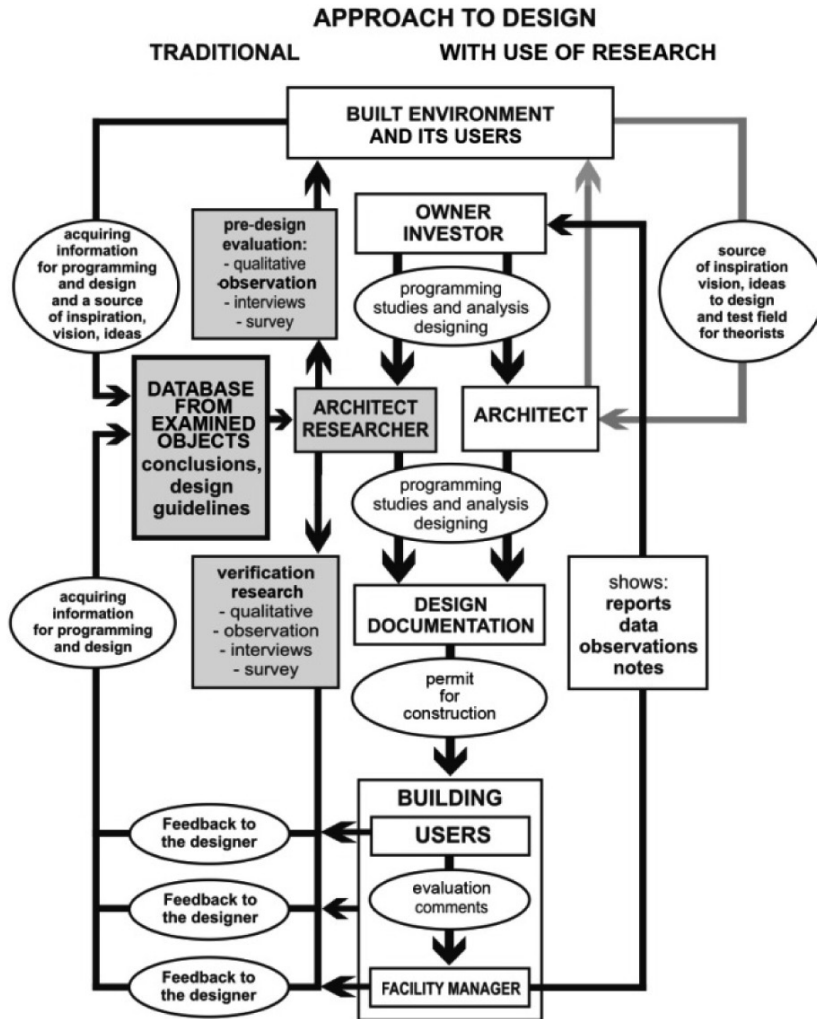 APPROACH TO DESIGN
TRADITIONAL
WITH USE OF RESEARCH
BUILT ENVIRONMENT
AND ITS USERS
acquiring
information
for programming
and design
and a source
of inspiration,
vision, ideas
pre-design
evaluation:
- qualitative
-observation
- interviews
- survey
OWNER
INVESTOR
programming
studies and analysis
designing
source
of inspiration
vision, ideas
to design
and test field
for theorists
DATABASE
FROM
EXAMINED
OBJECTS
conclusions,
design
guidelines
ARCHITECT
RESEARCHER
ARCHITECT
programming
studies and analysis
designing
acquiring
information
for programming
and design
verification
research
- qualitative
- observation
- interviews
- survey
DESIGN
DOCUMENTATION
shows:
reports
data
observations
notes
permit
for
construction
BUILDING
USERS
Feedback to
the designer
evaluation
comments
Feedback to
the designer
FACILITY MANAGER
Feedback to
the designer